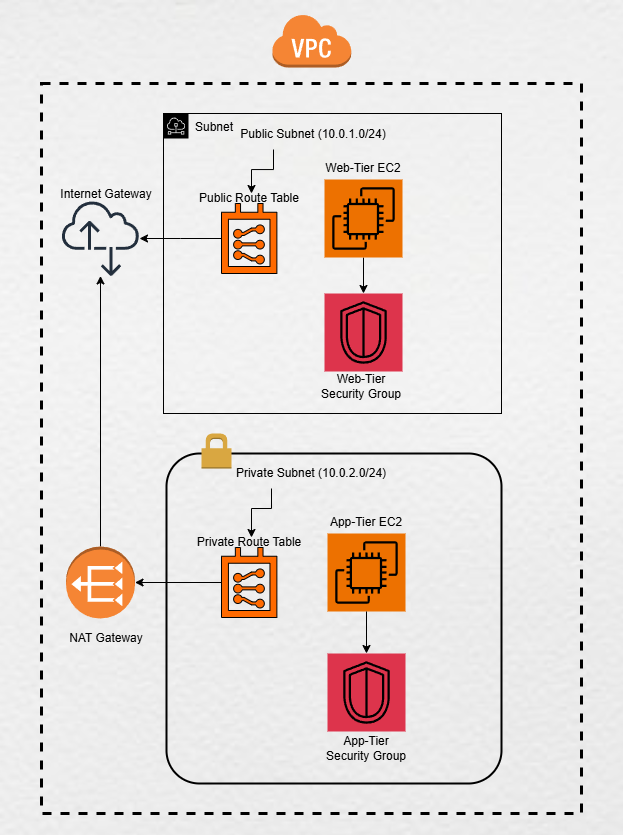 VPC
Subnet
Public Subnet (10.0.1.0/24)
Web-Tier EC2
Internet Gateway
Public Route Table
Web-Tier
Security Group
Private Subnet (10.0.2.0/24)
App-Tier EC2
Private Route Table
NAT Gateway
App-Tier
Security Group